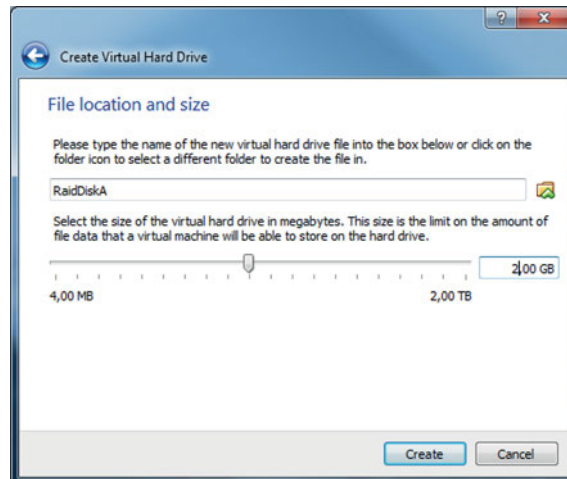 Create Virtual Hard Drive
File location and size
Please type the name of the new virtual hard drive file into the box below or click on the
folder icon to select a different folder to create the file in.
RaidDiskA
Select the size of the virtual hard drive in megabytes. This size is the limit on the amount of
file data that a virtual machine will be able to store on the hard drive.
2,00 GB
4,00 MB 2,00 TB
Create Cancel